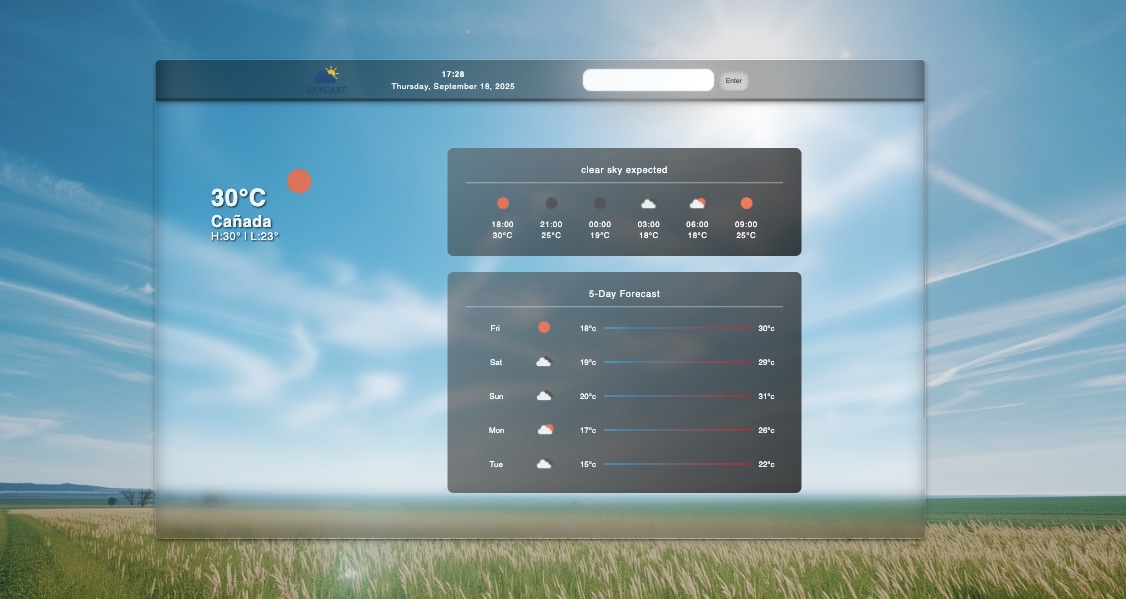 SKYCAST
17:28
Thursday, September 18, 2025
Enter
30°C
Cañada
H:30° | L:23°
clear sky expected
18:00 21:00 00:00 03:00 06:00 09:00
30°C 25°C 19°C 18°C 18°C 25°C
5-Day Forecast
Fri 18°c 30°c
Sat 19°c 29°c
Sun 20°c 31°c
Mon 17°c 26°c
Tue 15°c 22°c